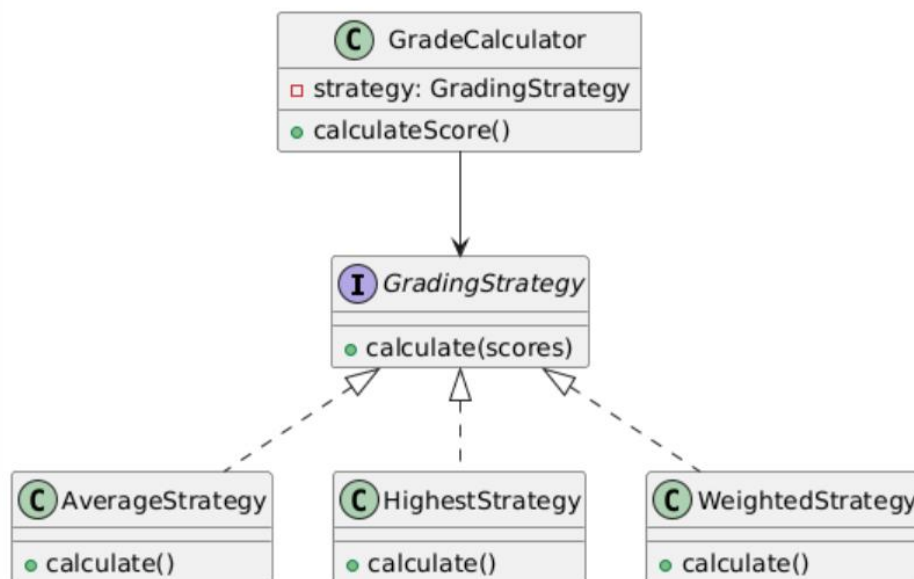 C GradeCalculator
strategy: GradingStrategy
calculateScore()
I GradingStrategy
calculate(scores)
C AverageStrategy
calculate()
C HighestStrategy
calculate()
C WeightedStrategy
calculate()